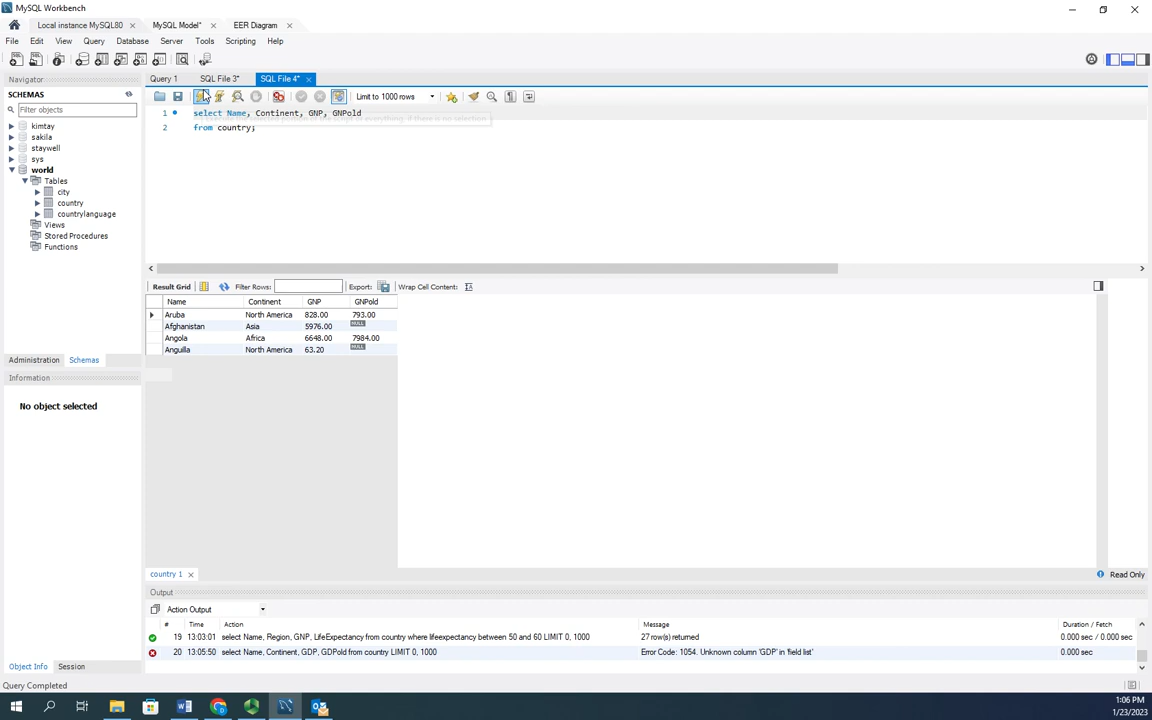 MySQL Workbench
Local instance MySQL80
MySQL Model*
EER Diagram
File Edit View Query Database Server Tools Scripting Help
Navigator
SCHEMAS
Filter objects
kimtay
sakila
staywell
sys
world
Tables
city
country
countrylanguage
Views
Stored Procedures
Functions
Administration Schemas
Information
No object selected
Object Info Session
Query Completed
Query 1 SQL File 3* SQL File 4*
Limit to 1000 rows
1 select Name, Continent, GNP, GNPold
2 from country;
Result Grid Filter Rows: Export: Wrap Cell Content:
Name Continent GNP GNPold
Aruba North America 828.00 793.00
Afghanistan Asia 5976.00 NULL
Angola Africa 6648.00 7984.00
Anguilla North America 63.20 NULL
country 1
Read Only
Output
Action Output
# Time Action Message Duration / Fetch
19 13:03:01 select Name, Region, GNP, LifeExpectancy from country where lifeexpectancy between 50 and 60 LIMIT 0, 1000 27 row(s) returned 0.000 sec / 0.000 sec
20 13:05:50 select Name, Continent, GDP, GDPold from country LIMIT 0, 1000 Error Code: 1054. Unknown column 'GDP' in 'field list' 0.000 sec
1:06 PM
1/23/2023